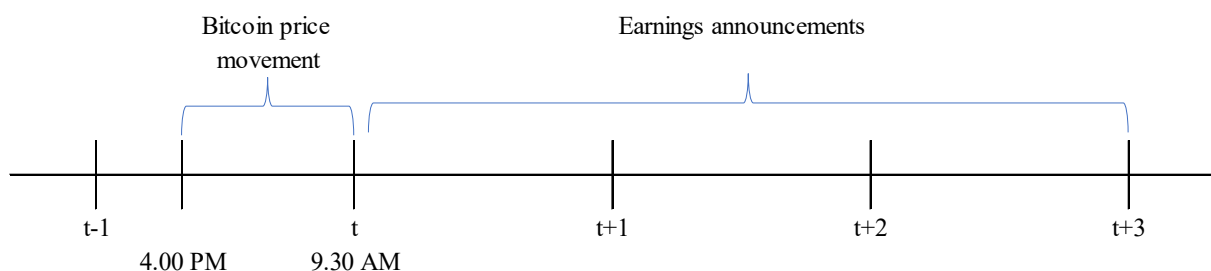 Bitcoin price
movement
Earnings announcements
t-1
t
t+1
t+2
t+3
4.00 PM
9.30 AM